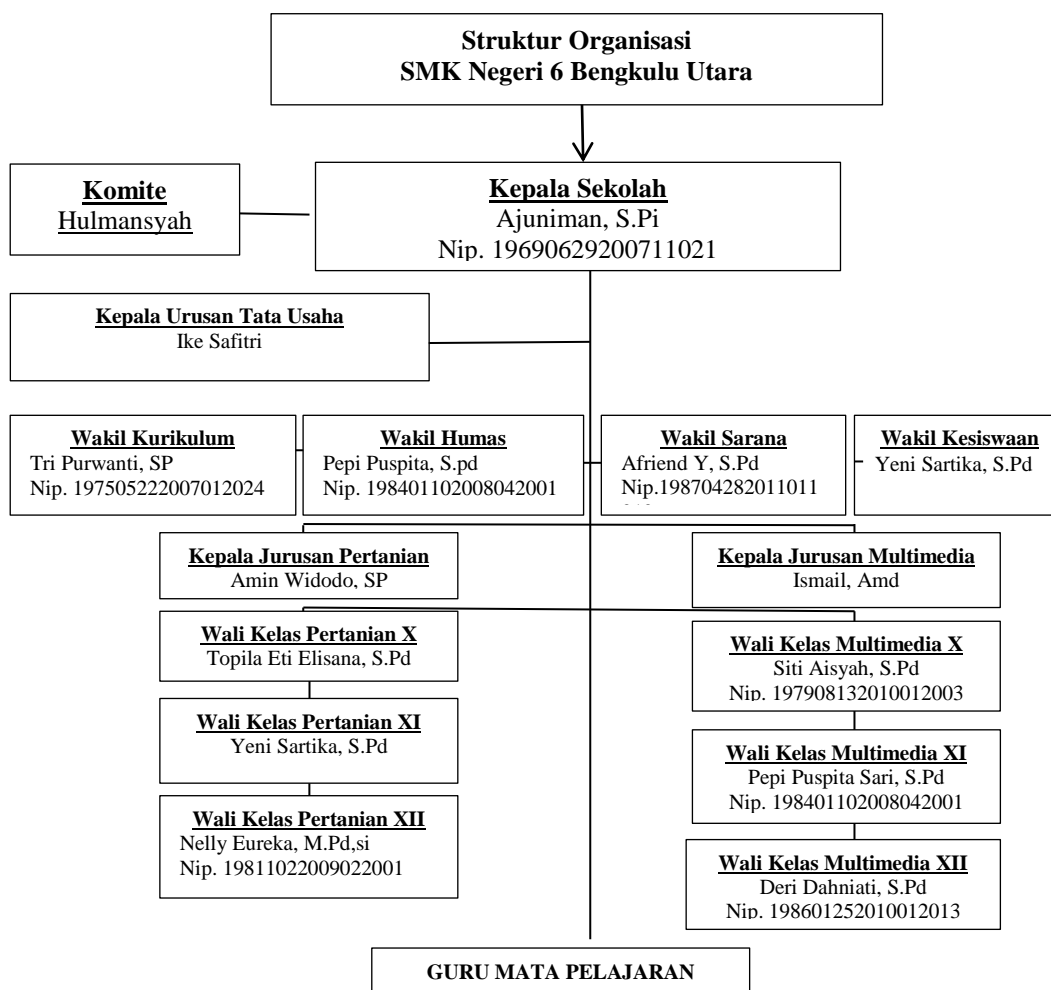 Struktur Organisasi
SMK Negeri 6 Bengkulu Utara
Komite
Hulmansyah
Kepala Sekolah
Ajuniman, S.Pi
Nip. 19690629200711021
Kepala Urusan Tata Usaha
Ike Safitri
Wakil Kurikulum
Tri Purwanti, SP
Nip. 197505222007012024
Wakil Humas
Pepi Puspita, S.pd
Nip. 198401102008042001
Wakil Sarana
Afriend Y, S.Pd
Nip.198704282011011
Wakil Kesiswaan
Yeni Sartika, S.Pd
Kepala Jurusan Pertanian
Amin Widodo, SP
Kepala Jurusan Multimedia
Ismail, Amd
Wali Kelas Pertanian X
Topila Eti Elisana, S.Pd
Wali Kelas Multimedia X
Siti Aisyah, S.Pd
Nip. 197908132010012003
Wali Kelas Pertanian XI
Yeni Sartika, S.Pd
Wali Kelas Multimedia XI
Pepi Puspita Sari, S.Pd
Nip. 198401102008042001
Wali Kelas Pertanian XII
Nelly Eureka, M.Pd,si
Nip. 19811022009022001
Wali Kelas Multimedia XII
Deri Dahniati, S.Pd
Nip. 198601252010012013
GURU MATA PELAJARAN